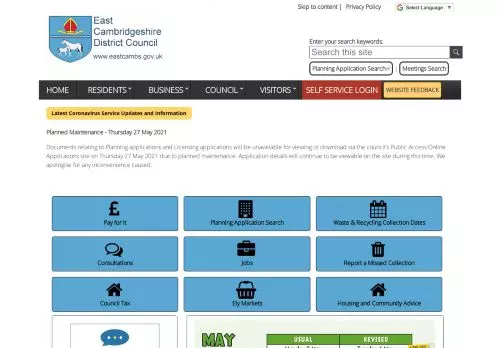 Skip to content | Privacy Policy
Select Language ▼
East
Cambridgeshire
District Council
www.eastcambs.gov.uk
Enter your search keywords.
Search this site
Planning Application Search
Meetings Search
HOME RESIDENTS BUSINESS COUNCIL VISITORS SELF SERVICE LOGIN WEBSITE FEEDBACK
Latest Coronavirus Service Updates and Information
Planned Maintenance - Thursday 27 May 2021
Documents relating to Planning applications and Licensing applications will be unavailable for viewing or download via the council's Public Access Online
Applications site on Thursday 27 May 2021 due to planned maintenance. Application details will continue to be viewable on the site during this time. We
apologise for any inconvenience caused.
Pay for it
Planning Application Search
Waste & Recycling Collection Dates
Consultations
Jobs
Report a Missed Collection
Council Tax
Ely Markets
Housing and Community Advice
MAY
USUAL
REVISED